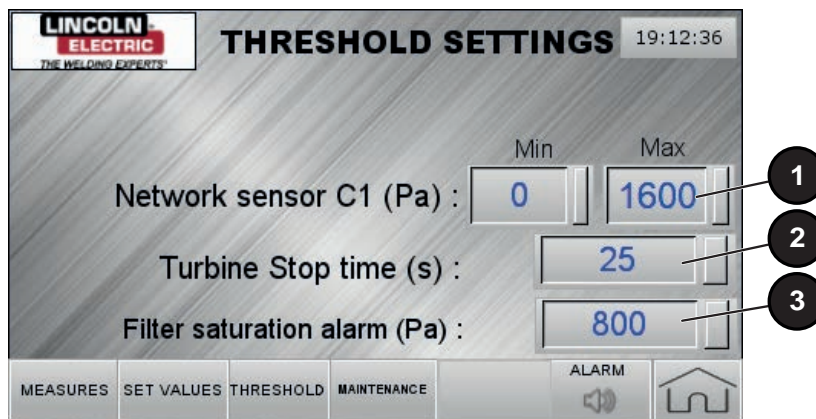 LINCOLN
ELECTRIC
THE WELDING EXPERTS®
THRESHOLD SETTINGS
19:12:36
Min Max
Network sensor C1 (Pa) : 0 1600
1
Turbine Stop time (s) : 25
2
Filter saturation alarm (Pa) : 800
3
MEASURES SET VALUES THRESHOLD MAINTENANCE ALARM